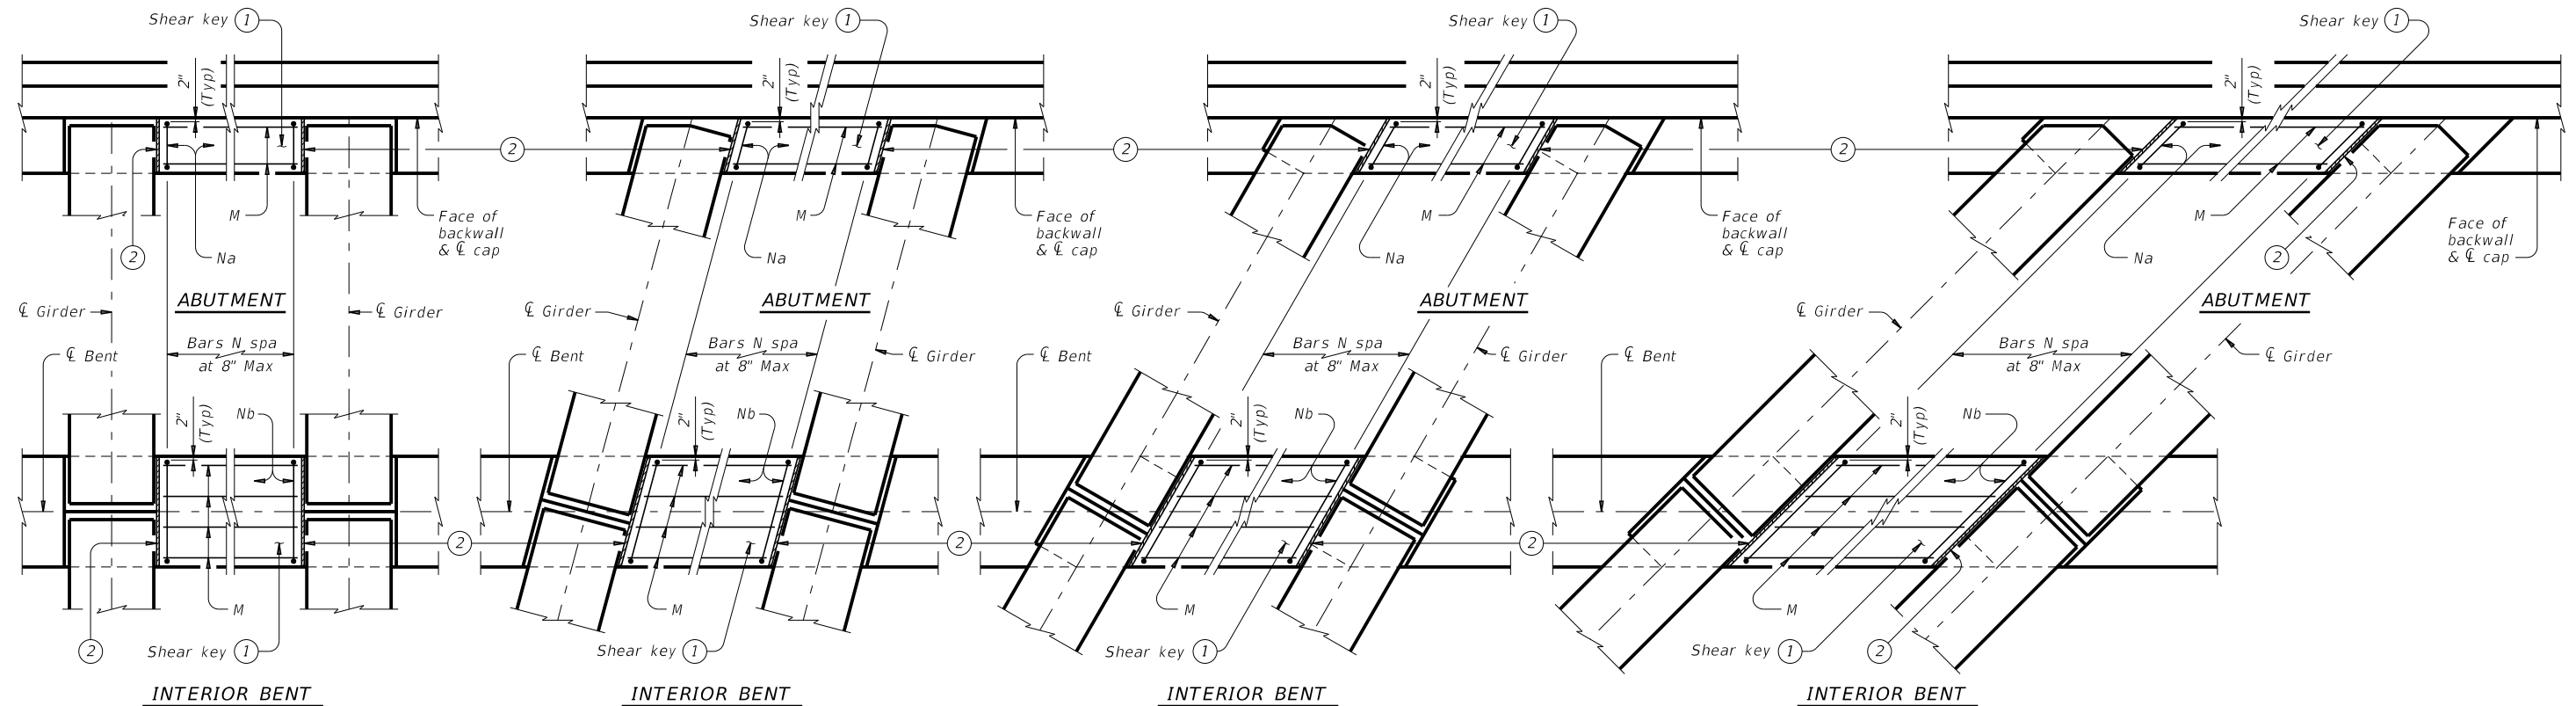 Shear key 1
2"
(Typ)
2
M
Na
Face of
backwall
& ℄ cap
ABUTMENT
℄ Girder
℄ Girder
Bars N spa
at 8" Max
℄ Bent
2"
(Typ)
Nb
M
2
Shear key 1
INTERIOR BENT
2
2
Shear key 1
2"
(Typ)
M
Na
Face of
backwall
& ℄ cap
ABUTMENT
℄ Girder
℄ Girder
Bars N spa
at 8" Max
℄ Bent
2"
(Typ)
Nb
M
Shear key 1
INTERIOR BENT
2
2
Shear key 1
2"
(Typ)
M
Na
Face of
backwall
& ℄ cap
ABUTMENT
℄ Girder
℄ Girder
Bars N spa
at 8" Max
℄ Bent
2"
(Typ)
Nb
M
Shear key 1
INTERIOR BENT
2
2
Shear key 1
2"
(Typ)
M
Na
2
Face of
backwall
& ℄ cap
ABUTMENT
℄ Girder
℄ Girder
Bars N spa
at 8" Max
℄ Bent
2"
(Typ)
Nb
M
Shear key 1
2
INTERIOR BENT